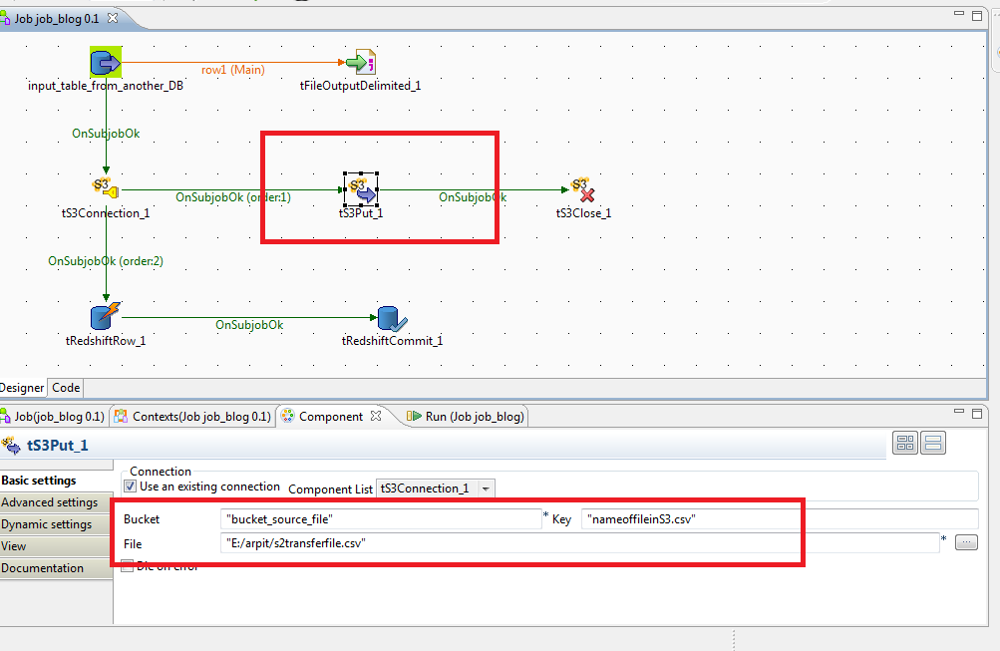 Job job_blog 0.1
row1 (Main)
input_table_from_another_DB
tFileOutputDelimited_1
OnSubjobOk
S3
S3
S3
OnSubjobOk (order:1)
OnSubjobOk
tS3Connection_1
tS3Put_1
tS3Close_1
OnSubjobOk (order:2)
OnSubjobOk
tRedshiftRow_1
tRedshiftCommit_1
Designer
Code
Job(job_blog 0.1)
Contexts(Job job_blog 0.1)
Component
Run (Job job_blog)
S3
tS3Put_1
Basic settings
Advanced settings
Dynamic settings
View
Documentation
Connection
Use an existing connection
Component List
tS3Connection_1
Bucket
"bucket_source_file"
* Key
"nameoffileinS3.csv"
File
"E:/arpit/s2transferfile.csv"
*
...
Die on error